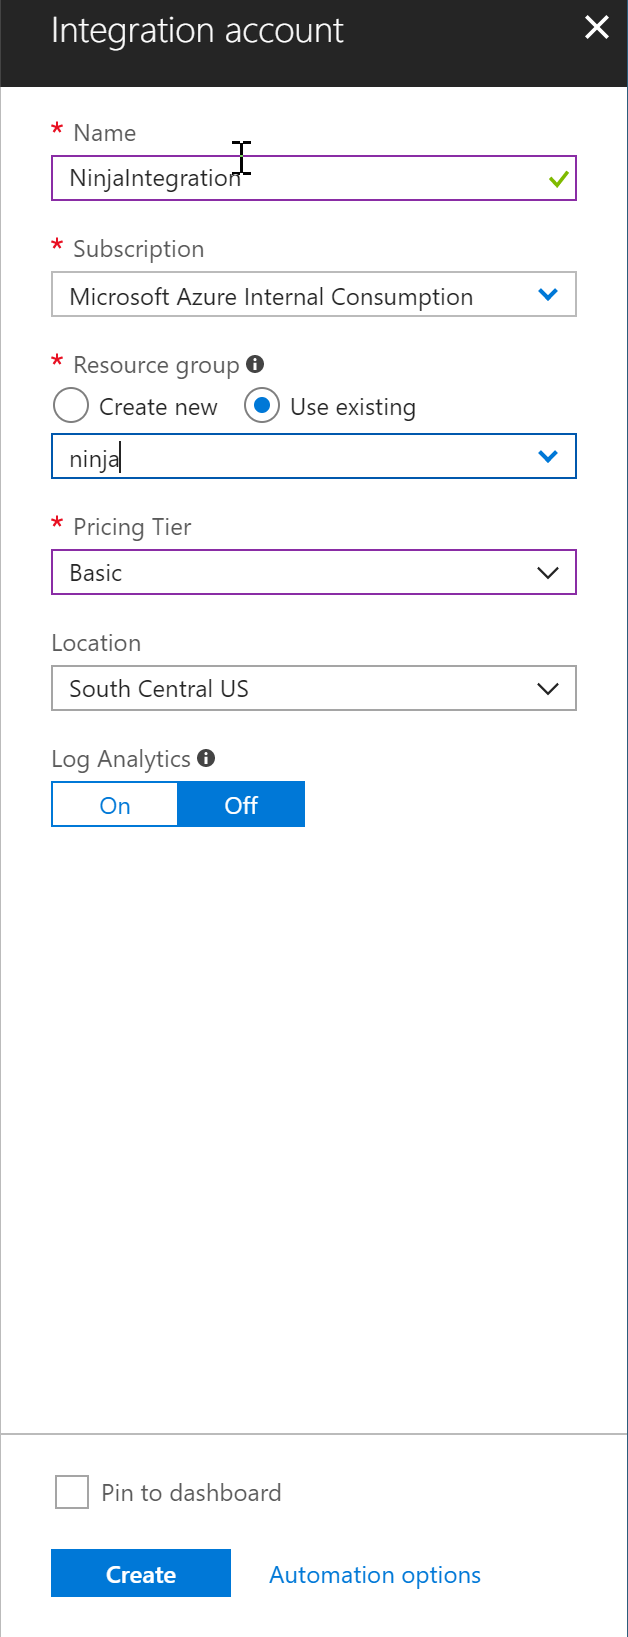 Integration account
* Name
NinjaIntegration
* Subscription
Microsoft Azure Internal Consumption
* Resource group
Create new Use existing
ninja
* Pricing Tier
Basic
Location
South Central US
Log Analytics
On Off
Pin to dashboard
Create Automation options